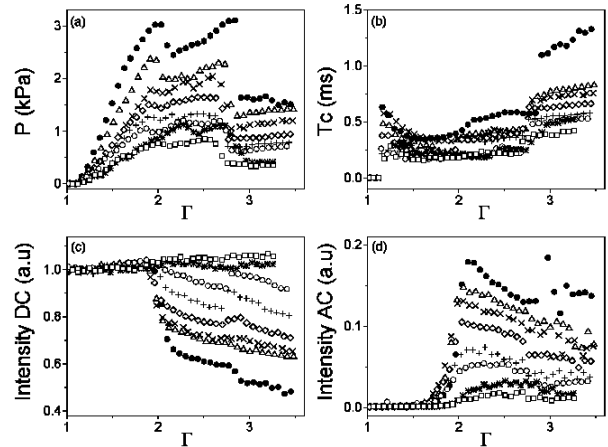 (a)
P (kPa)
3
2
1
0
1 2 3
Γ
(b)
Tc (ms)
1.5
1.0
0.5
0.0
1 2 3
Γ
(c)
Intensity DC (a.u)
1.0
0.8
0.6
0.4
1 2 3
Γ
(d)
Intensity AC (a.u)
0.2
0.1
0.0
1 2 3
Γ